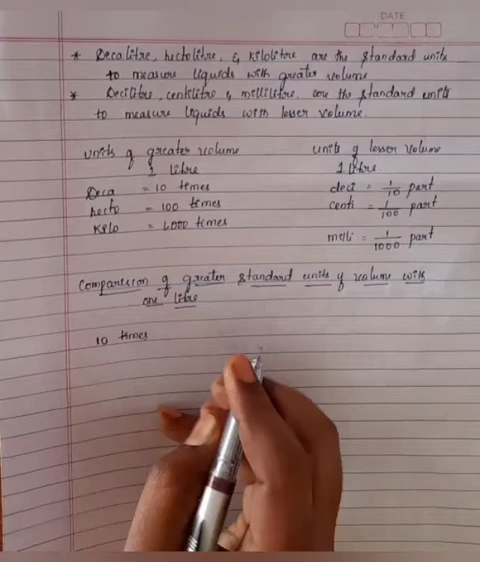 DATE
* Decalitre, hectolitre, & kilolitre are the standard units
to measure liquids with greater volume
* Decilitre, centilitre & millilitre are the standard units
to measure liquids with lesser volume.
units of greater volume
1 litre
Deca = 10 times
hecto = 100 times
Kilo = 1,000 times
units of lesser volume
1 litre
deci = 1/10 part
centi = 1/100 part
milli = 1/1000 part
Comparision of greater standard units of volume with
one litre
10 times